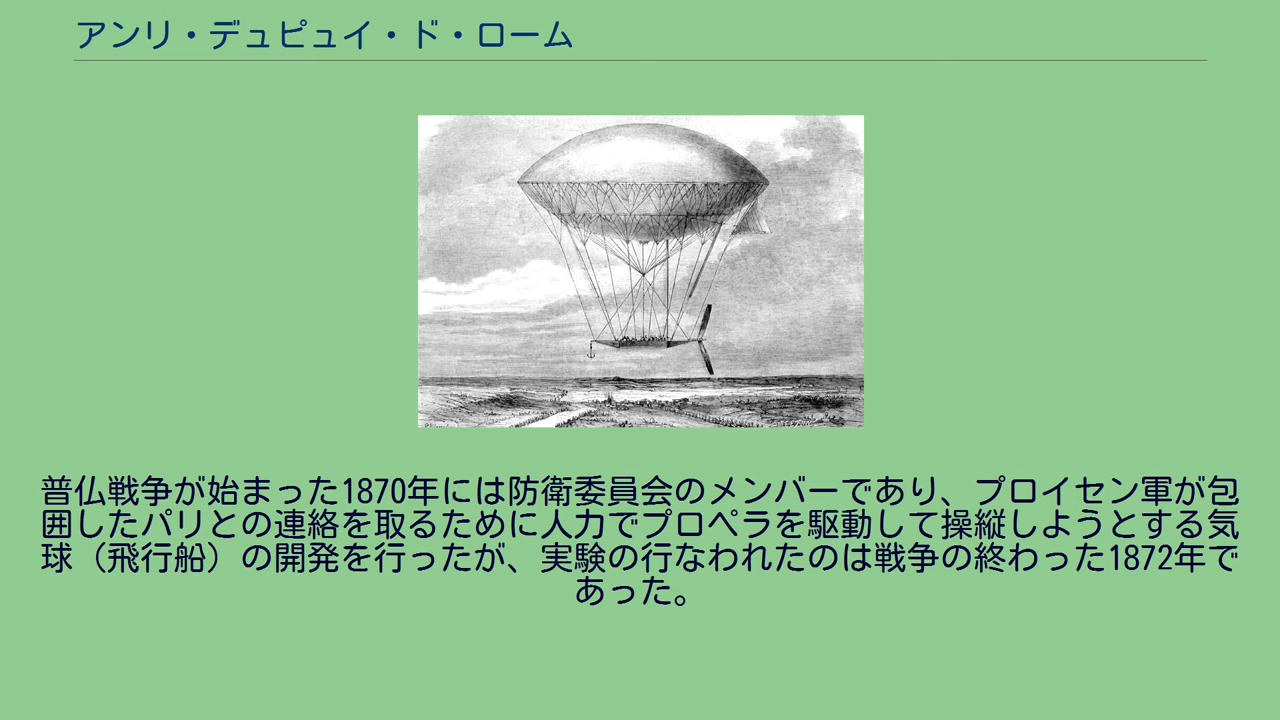 アンリ・デュピュイ・ド・ローム
普仏戦争が始まった1870年には防衛委員会のメンバーであり、プロイセン軍が包
囲したパリとの連絡を取るために人力でプロペラを駆動して操縦しようとする気
球（飛行船）の開発を行ったが、実験の行なわれたのは戦争の終わった1872年で
あった。